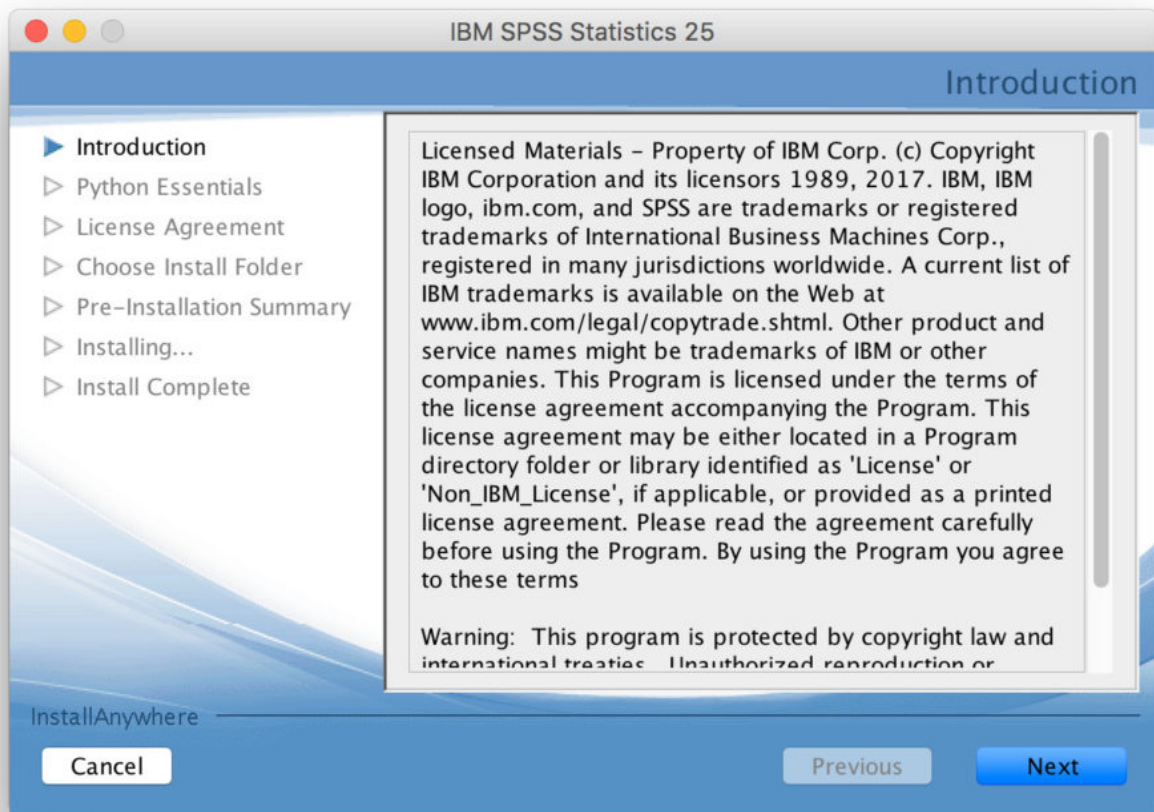 IBM SPSS Statistics 25
Introduction
Introduction
Python Essentials
License Agreement
Choose Install Folder
Pre-Installation Summary
Installing...
Install Complete
Licensed Materials – Property of IBM Corp. (c) Copyright
IBM Corporation and its licensors 1989, 2017. IBM, IBM
logo, ibm.com, and SPSS are trademarks or registered
trademarks of International Business Machines Corp.,
registered in many jurisdictions worldwide. A current list of
IBM trademarks is available on the Web at
www.ibm.com/legal/copytrade.shtml. Other product and
service names might be trademarks of IBM or other
companies. This Program is licensed under the terms of
the license agreement accompanying the Program. This
license agreement may be either located in a Program
directory folder or library identified as 'License' or
'Non_IBM_License', if applicable, or provided as a printed
license agreement. Please read the agreement carefully
before using the Program. By using the Program you agree
to these terms
Warning:  This program is protected by copyright law and
international treaties.  Unauthorized reproduction or
InstallAnywhere
Cancel
Previous
Next